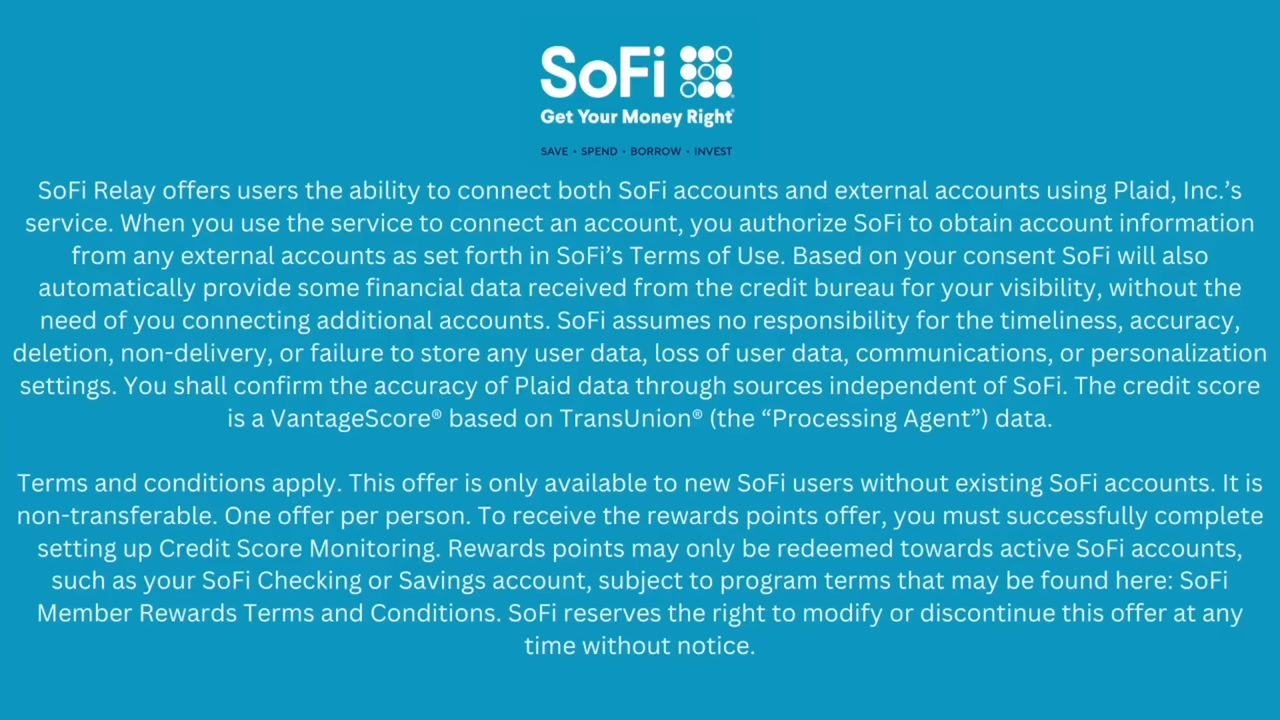 SoFi
Get Your Money Right®
SAVE · SPEND · BORROW · INVEST
SoFi Relay offers users the ability to connect both SoFi accounts and external accounts using Plaid, Inc.’s
service. When you use the service to connect an account, you authorize SoFi to obtain account information
from any external accounts as set forth in SoFi’s Terms of Use. Based on your consent SoFi will also
automatically provide some financial data received from the credit bureau for your visibility, without the
need of you connecting additional accounts. SoFi assumes no responsibility for the timeliness, accuracy,
deletion, non-delivery, or failure to store any user data, loss of user data, communications, or personalization
settings. You shall confirm the accuracy of Plaid data through sources independent of SoFi. The credit score
is a VantageScore® based on TransUnion® (the “Processing Agent”) data.
Terms and conditions apply. This offer is only available to new SoFi users without existing SoFi accounts. It is
non-transferable. One offer per person. To receive the rewards points offer, you must successfully complete
setting up Credit Score Monitoring. Rewards points may only be redeemed towards active SoFi accounts,
such as your SoFi Checking or Savings account, subject to program terms that may be found here: SoFi
Member Rewards Terms and Conditions. SoFi reserves the right to modify or discontinue this offer at any
time without notice.